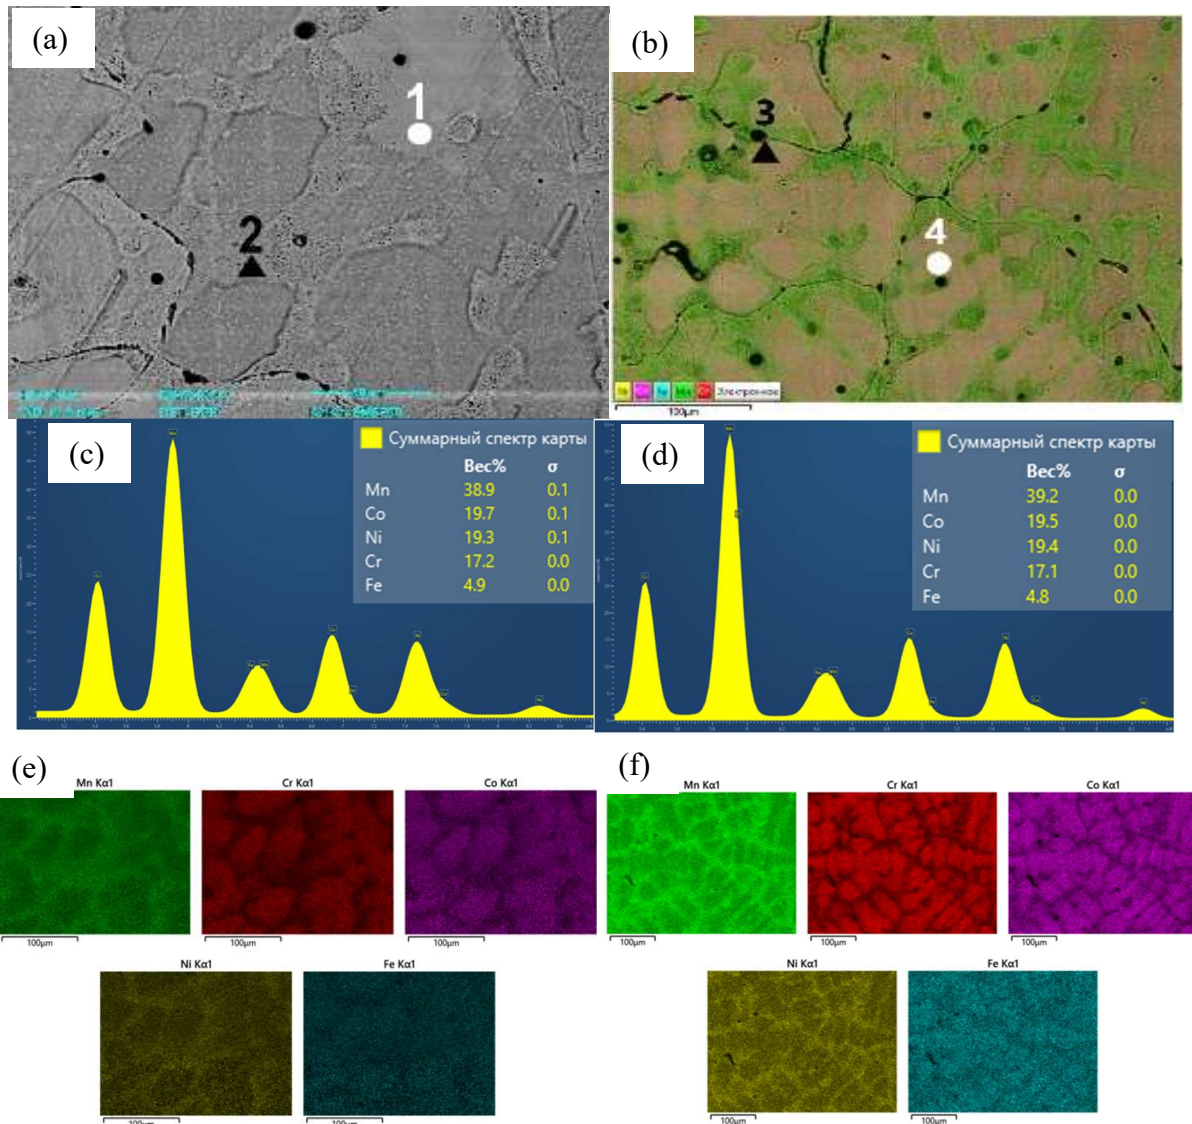 (a)
1
2
(b)
3
4
Электронное
100µm
(c)
Суммарный спектр карты
Вес% σ
Mn 38.9 0.1
Co 19.7 0.1
Ni 19.3 0.1
Cr 17.2 0.0
Fe 4.9 0.0
(d)
Суммарный спектр карты
Вес% σ
Mn 39.2 0.0
Co 19.5 0.0
Ni 19.4 0.0
Cr 17.1 0.0
Fe 4.8 0.0
(e)
Mn Kα1 Cr Kα1 Co Kα1
100µm 100µm 100µm
Ni Kα1 Fe Kα1
100µm 100µm
(f)
Mn Kα1 Cr Kα1 Co Kα1
100µm 100µm 100µm
Ni Kα1 Fe Kα1
100µm 100µm